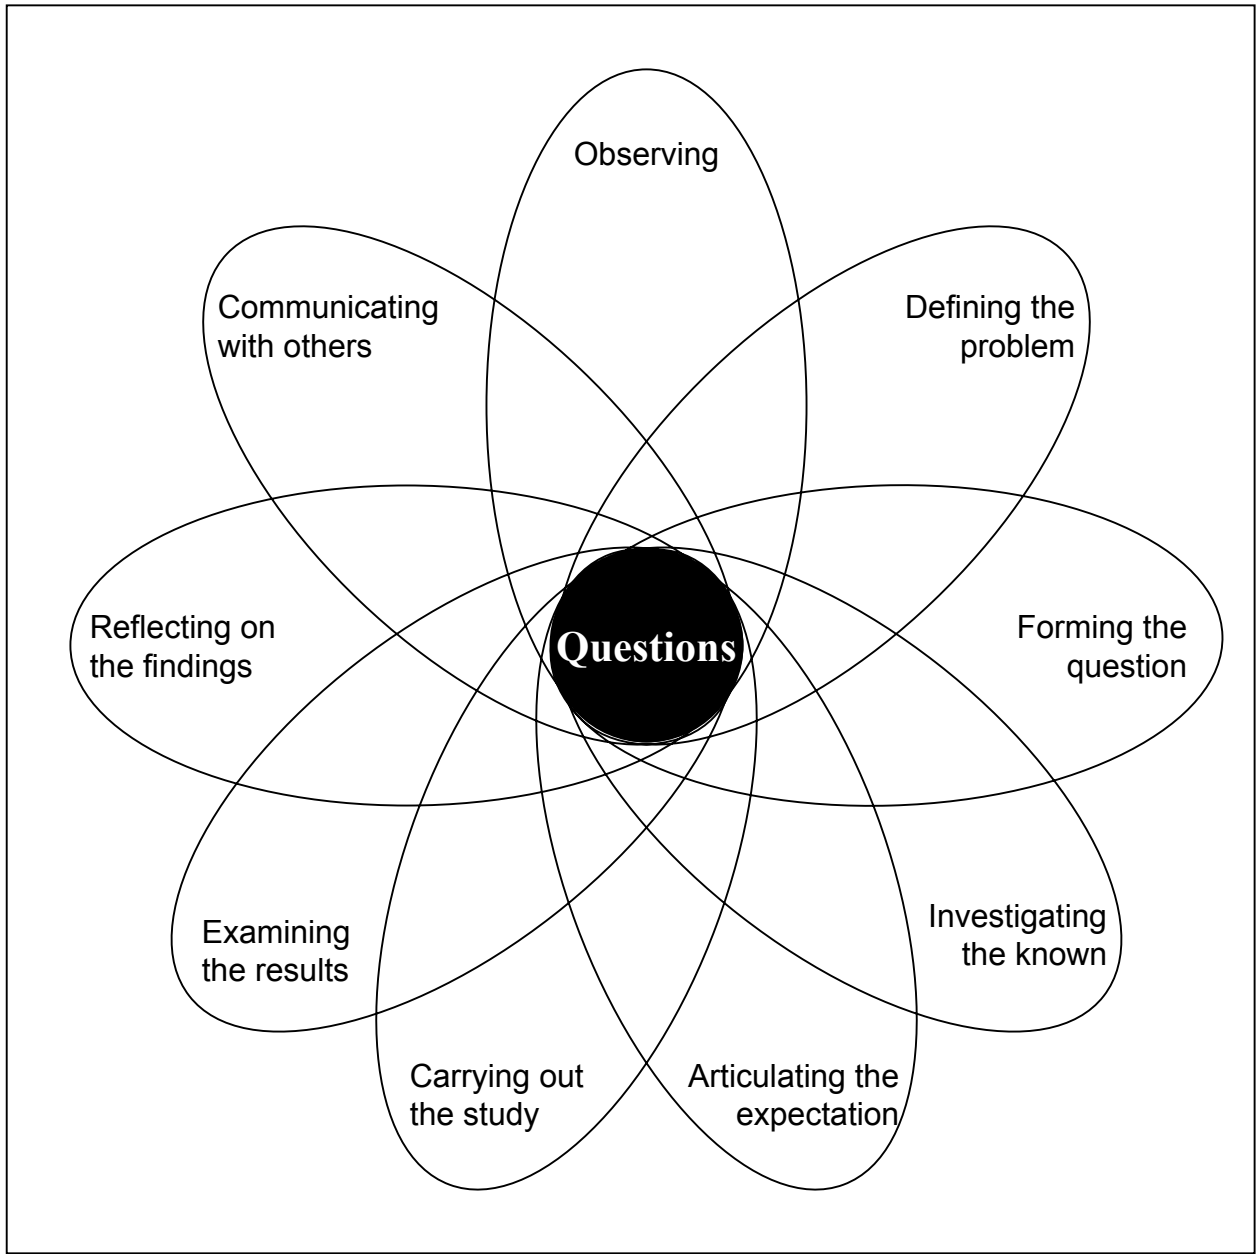 Observing
Communicating
with others
Defining the
problem
Reflecting on
the findings
Questions
Forming the
question
Examining
the results
Investigating
the known
Carrying out
the study
Articulating the
expectation